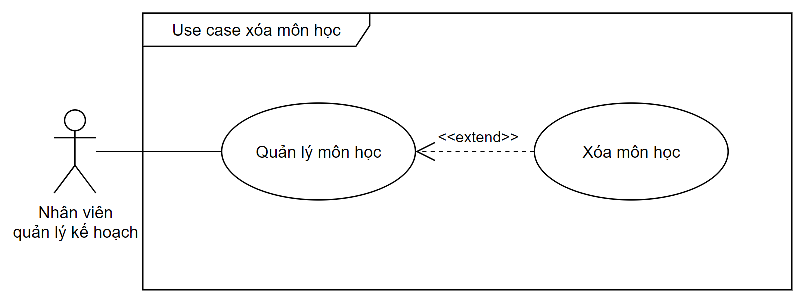 Use case xóa môn học
<<extend>>
Quản lý môn học
Xóa môn học
Nhân viên
quản lý kế hoạch